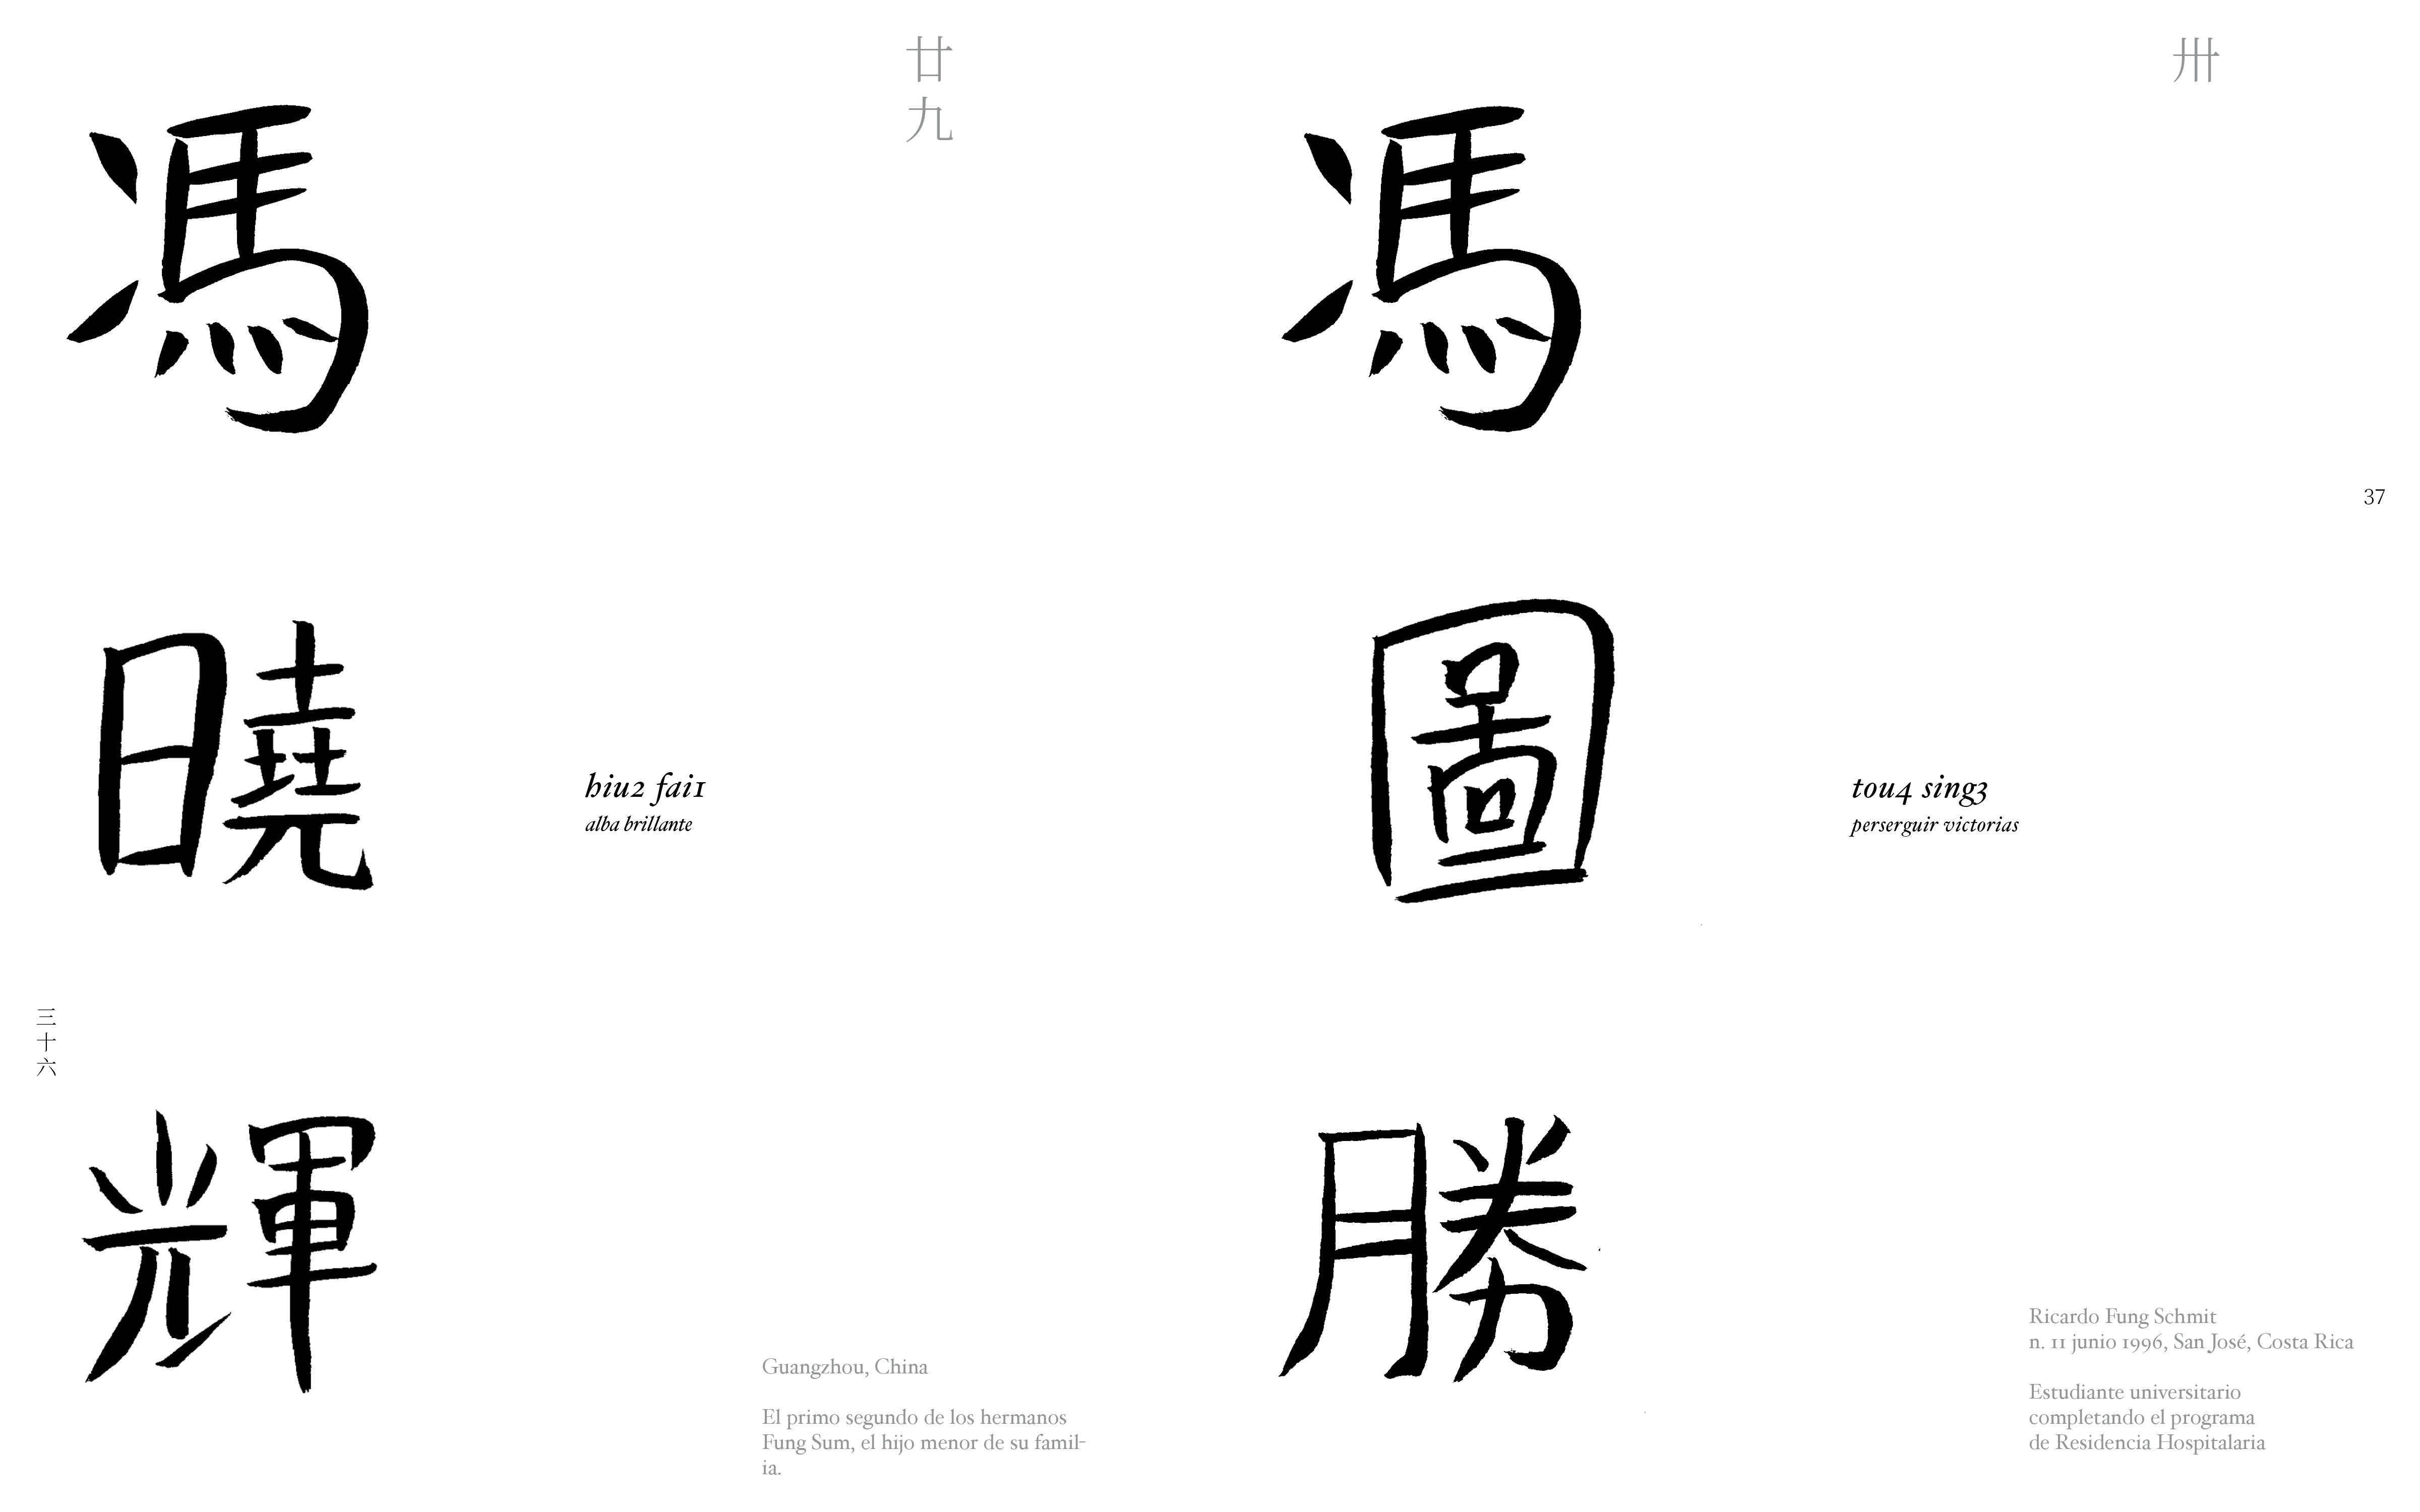 廿九
馮
曉
輝
hiu2 fai1
alba brillante
三十六
Guangzhou, China
El primo segundo de los hermanos
Fung Sum, el hijo menor de su famil-
ia.
卅
馮
圖
勝
37
tou4 sing3
perserguir victorias
Ricardo Fung Schmit
n. 11 junio 1996, San José, Costa Rica
Estudiante universitario
completando el programa
de Residencia Hospitalaria